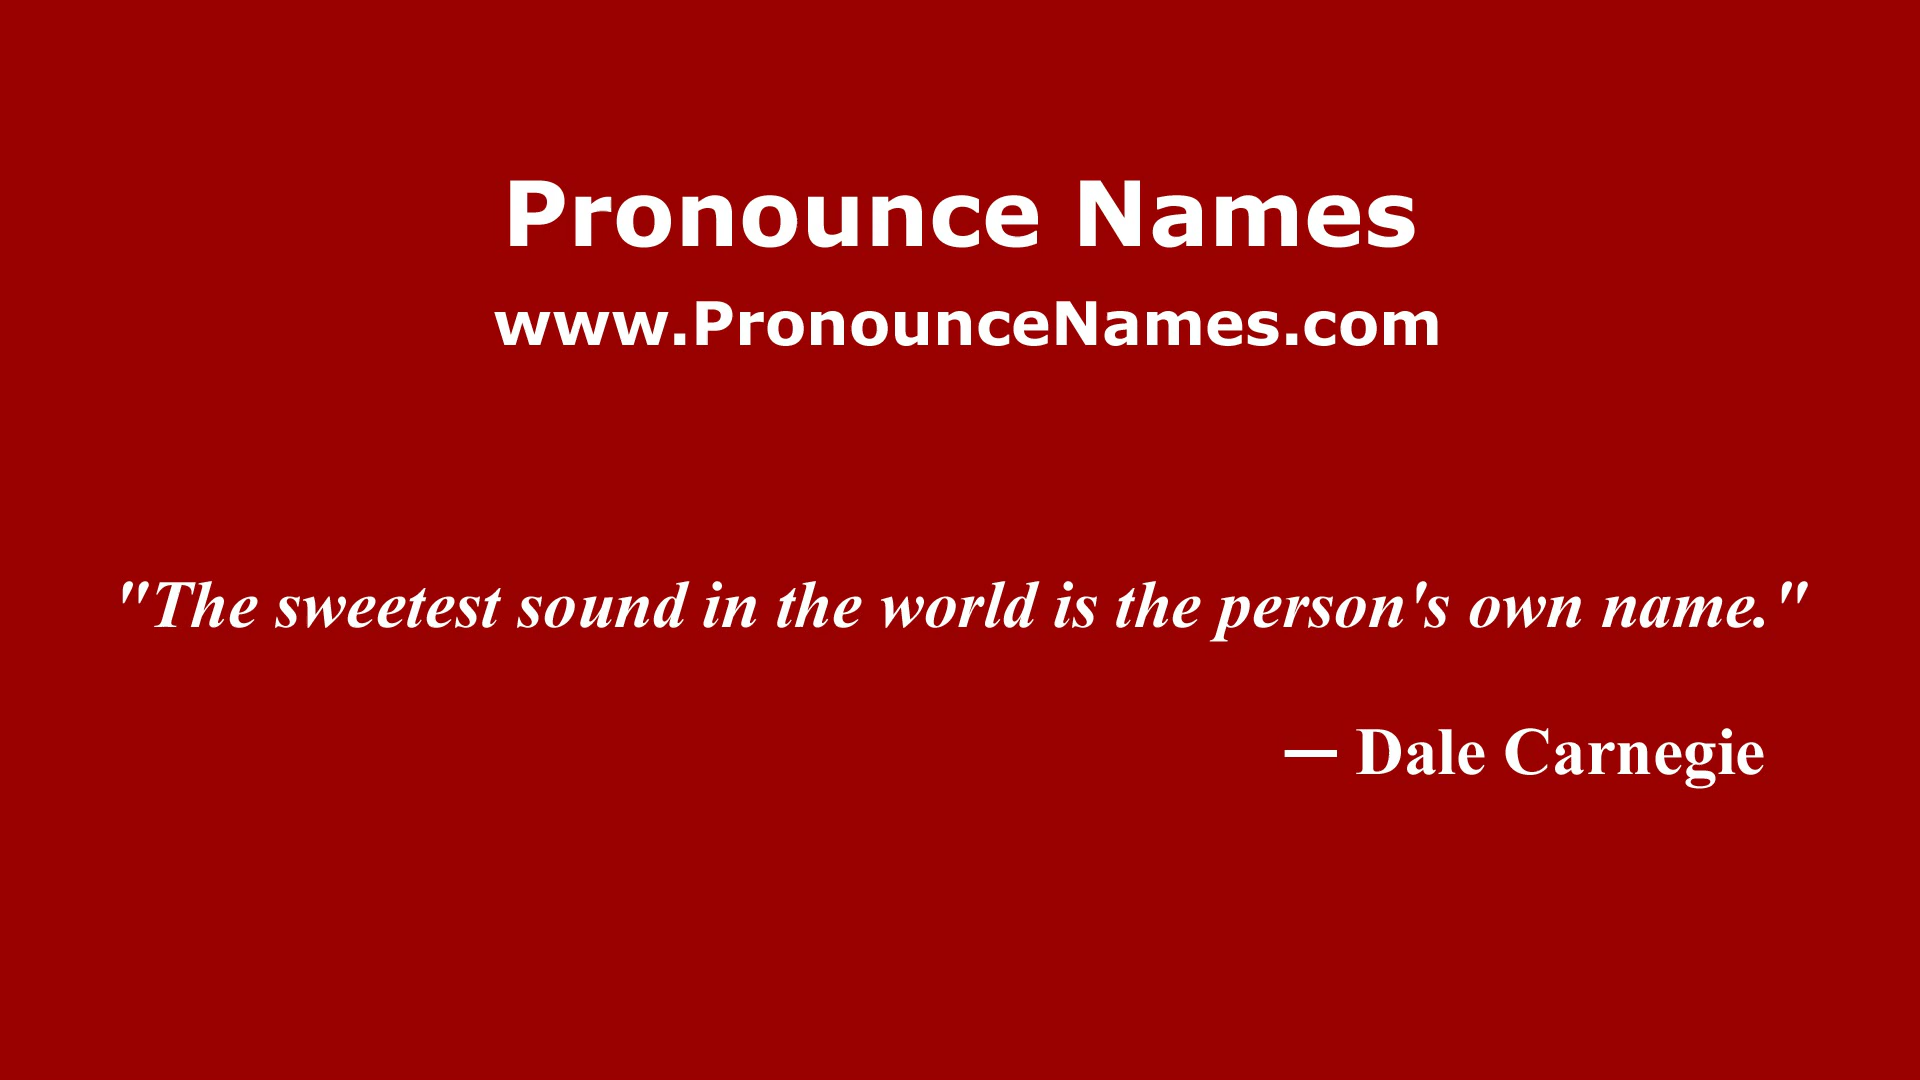 Pronounce Names
www.PronounceNames.com
"The sweetest sound in the world is the person's own name."
— Dale Carnegie